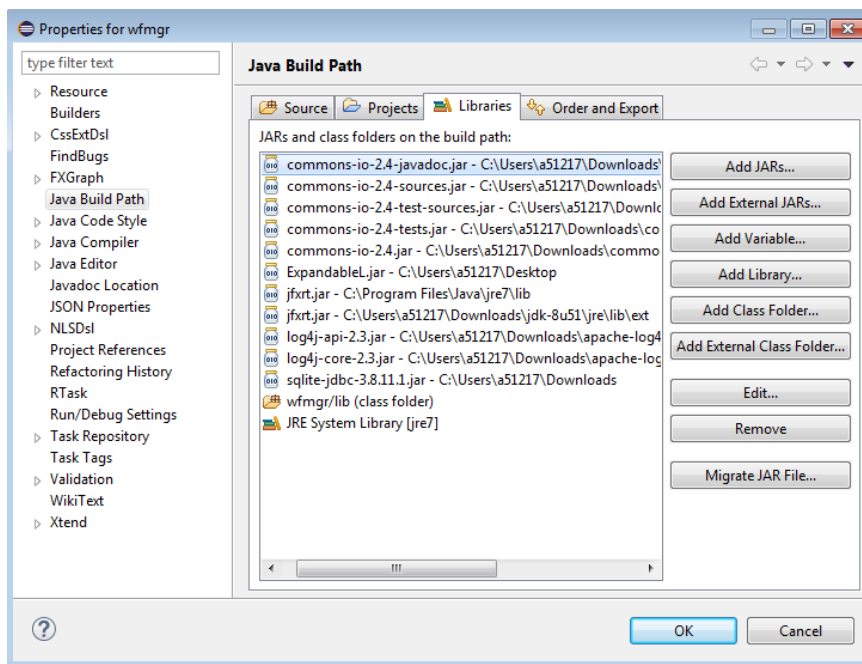 Properties for wfmgr
type filter text
Resource
Builders
CssExtDsl
FindBugs
FXGraph
Java Build Path
Java Code Style
Java Compiler
Java Editor
Javadoc Location
JSON Properties
NLSDsl
Project References
Refactoring History
RTask
Run/Debug Settings
Task Repository
Task Tags
Validation
WikiText
Xtend
Java Build Path
Source Projects Libraries Order and Export
JARs and class folders on the build path:
commons-io-2.4-javadoc.jar - C:\Users\a51217\Downloads\
commons-io-2.4-sources.jar - C:\Users\a51217\Downloads\
commons-io-2.4-test-sources.jar - C:\Users\a51217\Downlc
commons-io-2.4-tests.jar - C:\Users\a51217\Downloads\co
commons-io-2.4.jar - C:\Users\a51217\Downloads\commo
ExpandableL.jar - C:\Users\a51217\Desktop
jfxrt.jar - C:\Program Files\Java\jre7\lib
jfxrt.jar - C:\Users\a51217\Downloads\jdk-8u51\jre\lib\ext
log4j-api-2.3.jar - C:\Users\a51217\Downloads\apache-log4
log4j-core-2.3.jar - C:\Users\a51217\Downloads\apache-log
sqlite-jdbc-3.8.11.1.jar - C:\Users\a51217\Downloads
wfmgr/lib (class folder)
JRE System Library [jre7]
Add JARs...
Add External JARs...
Add Variable...
Add Library...
Add Class Folder...
Add External Class Folder...
Edit...
Remove
Migrate JAR File...
OK Cancel